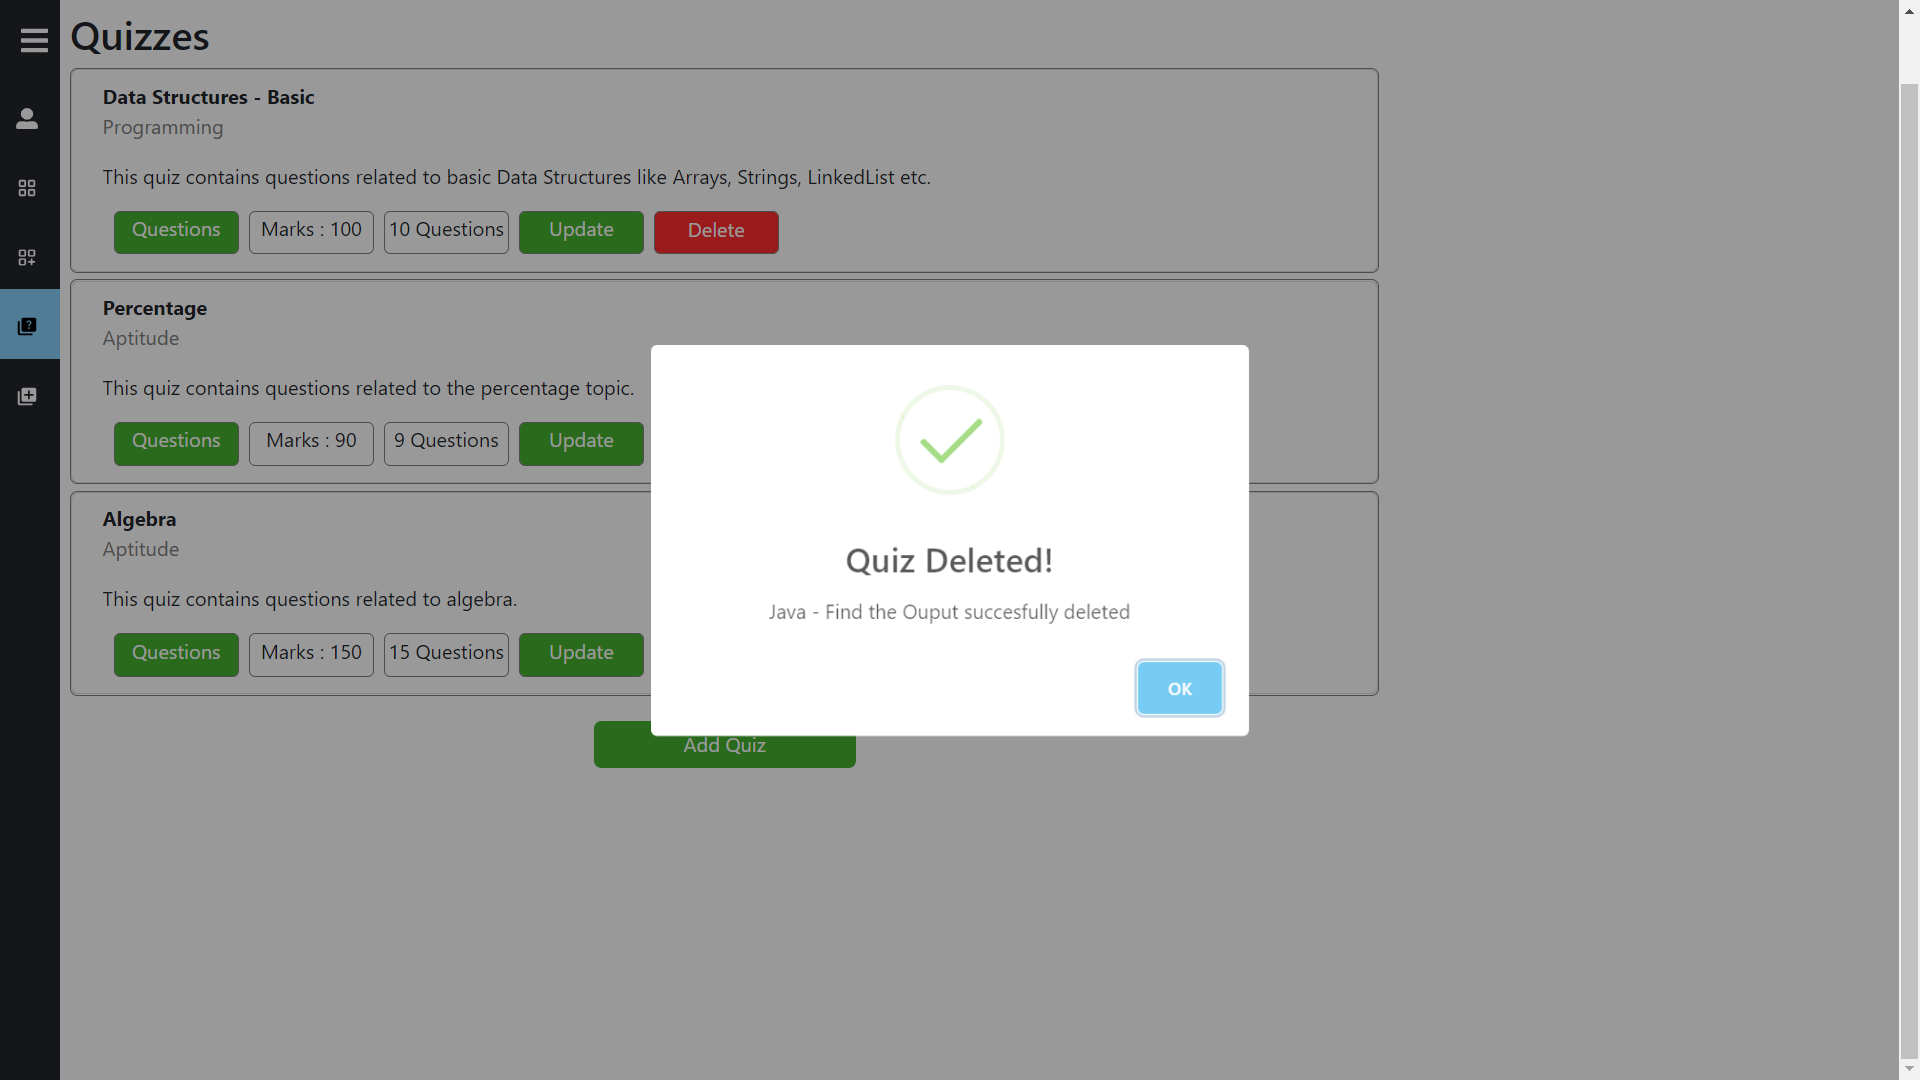 Quizzes
Data Structures - Basic
Programming
This quiz contains questions related to basic Data Structures like Arrays, Strings, LinkedList etc.
Questions Marks : 100 10 Questions Update Delete
Percentage
Aptitude
This quiz contains questions related to the percentage topic.
Questions Marks : 90 9 Questions Update
Algebra
Aptitude
This quiz contains questions related to algebra.
Questions Marks : 150 15 Questions Update
Add Quiz
Quiz Deleted!
Java - Find the Ouput succesfully deleted
OK